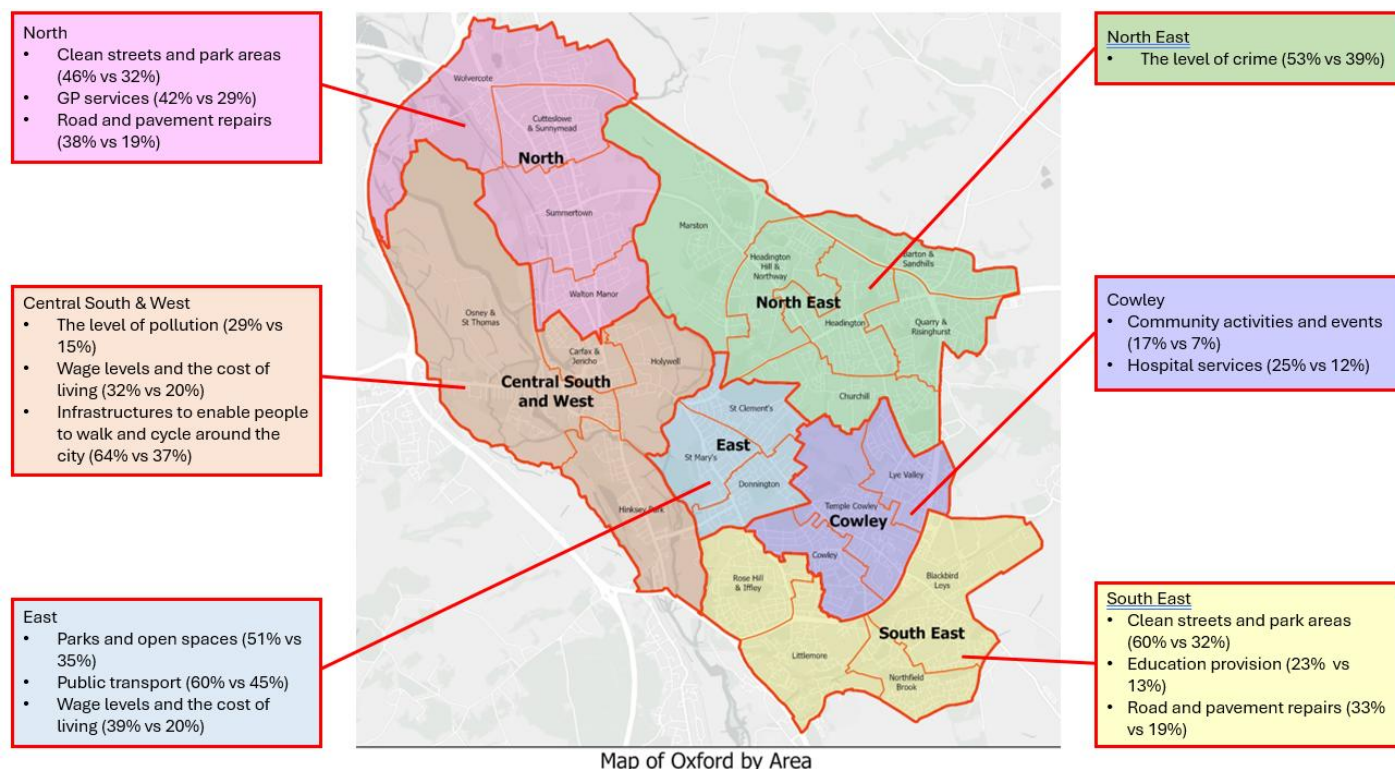 North
• Clean streets and park areas
(46% vs 32%)
• GP services (42% vs 29%)
• Road and pavement repairs
(38% vs 19%)
Central South & West
• The level of pollution (29% vs
15%)
• Wage levels and the cost of
living (32% vs 20%)
• Infrastructures to enable people
to walk and cycle around the
city (64% vs 37%)
East
• Parks and open spaces (51% vs
35%)
• Public transport (60% vs 45%)
• Wage levels and the cost of
living (39% vs 20%)
Wolvercote
Cutteslowe
& Sunnymead
North
Summertown
Walton Manor
Marston
Headington
Hill &
Northway
Barton &
Sandhills
North East
Headington
Quarry &
Risinghurst
Churchill
Osney &
St Thomas
Carfax &
Jericho
Holywell
Central South
and West
Hinksey Park
St Clement's
East
St Mary's
Donnington
Lye Valley
Temple Cowley
Cowley
Cowley
Rose Hill
& Iffley
Blackbird
Leys
South East
Littlemore
Northfield
Brook
North East
• The level of crime (53% vs 39%)
Cowley
• Community activities and events
(17% vs 7%)
• Hospital services (25% vs 12%)
South East
• Clean streets and park areas
(60% vs 32%)
• Education provision (23% vs
13%)
• Road and pavement repairs (33%
vs 19%)
Map of Oxford by Area